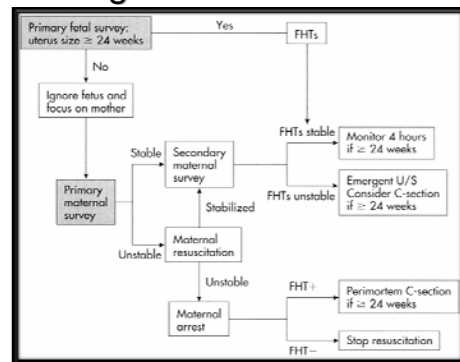 Primary fetal survey:
uterus size ≥ 24 weeks
Yes
FHTs
No
Ignore fetus and
focus on mother
Primary
maternal
survey
Stable
Unstable
Secondary
maternal
survey
Stabilized
Maternal
resuscitation
FHTs stable
Monitor 4 hours
if ≥ 24 weeks
FHTs unstable
Emergent U/S
Consider C-section
if ≥ 24 weeks
Unstable
Maternal
arrest
FHT+
Perimortem C-section
if ≥ 24 weeks
FHT−
Stop resuscitation